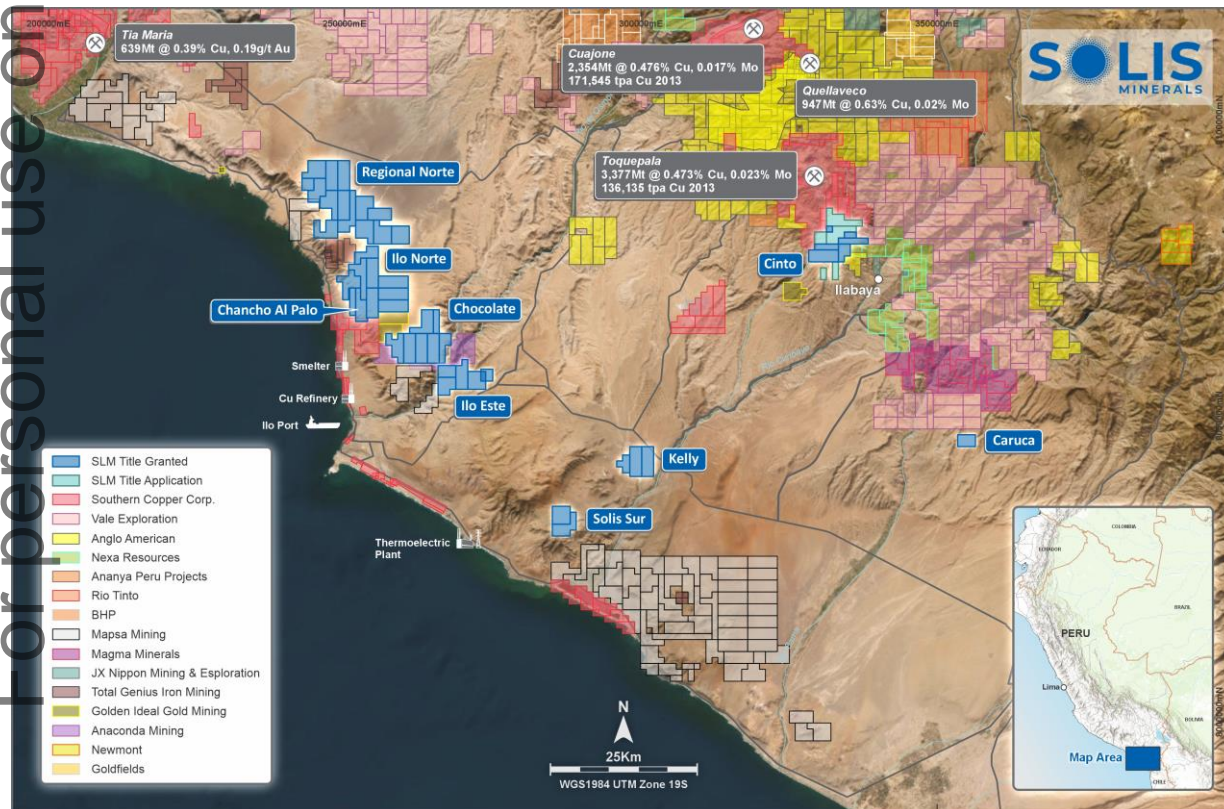 For personal use on
200000mE
250000mE
300000mE
350000mE
Tia Maria
639Mt @ 0.39% Cu, 0.19g/t Au
Cuajone
2,354Mt @ 0.476% Cu, 0.017% Mo
171,545 tpa Cu 2013
Quellaveco
947Mt @ 0.63% Cu, 0.02% Mo
SOLIS
MINERALS
Toquepala
3,377Mt @ 0.473% Cu, 0.023% Mo
136,135 tpa Cu 2013
Regional Norte
Ilo Norte
Cinto
Ilabaya
Chancho Al Palo
Chocolate
Smelter
Cu Refinery
Ilo Port
Ilo Este
Caruca
Kelly
Solis Sur
Thermoelectric
Plant
SLM Title Granted
SLM Title Application
Southern Copper Corp.
Vale Exploration
Anglo American
Nexa Resources
Ananya Peru Projects
Rio Tinto
BHP
Mapsa Mining
Magma Minerals
JX Nippon Mining & Esploration
Total Genius Iron Mining
Golden Ideal Gold Mining
Anaconda Mining
Newmont
Goldfields
N
25Km
WGS1984 UTM Zone 19S
COLOMBIA
ECUADOR
BRAZIL
PERU
Lima
Map Area
CHILE